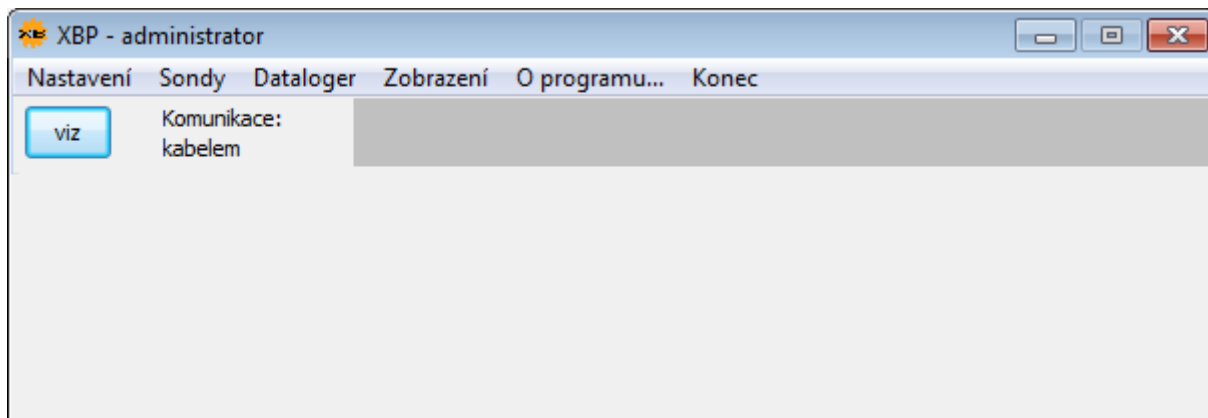 XBP - administrator
Nastavení Sondy Dataloger Zobrazení O programu... Konec
viz
Komunikace:
kabelem